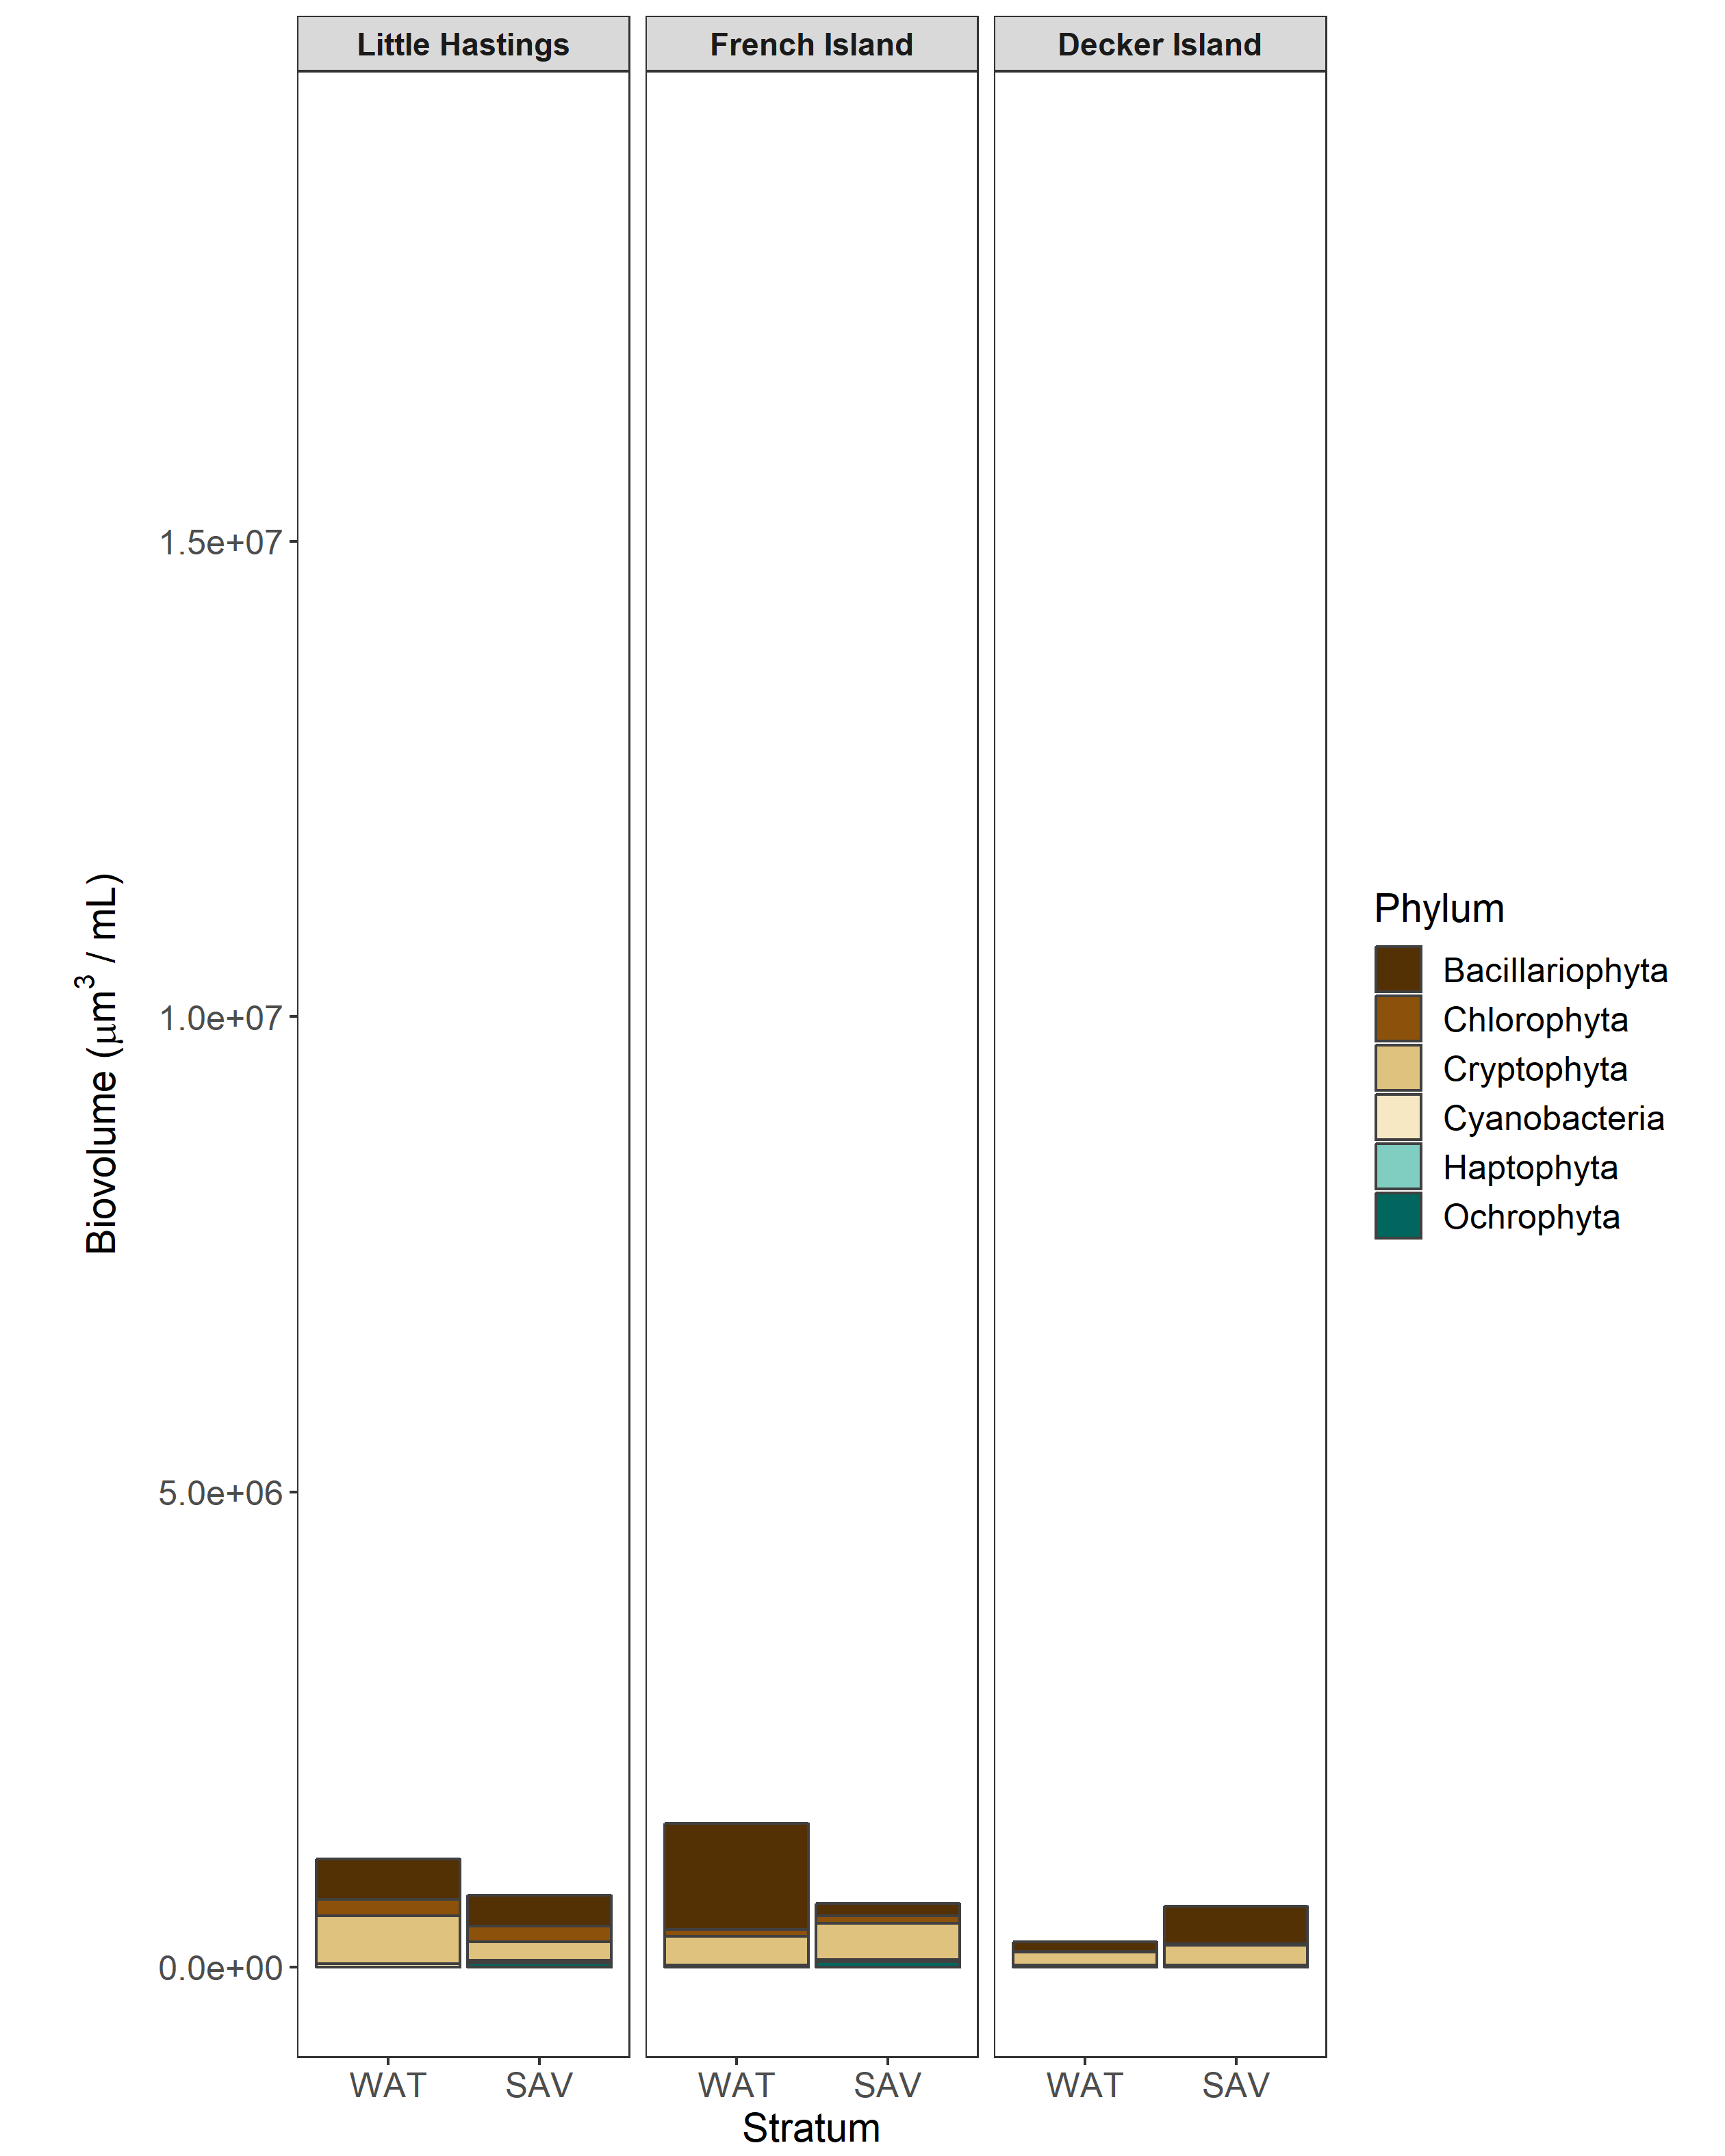 Little Hastings
French Island
Decker Island
Biovolume (μm³ / mL)
1.5e+07
1.0e+07
5.0e+06
0.0e+00
WAT SAV
WAT SAV
WAT SAV
Stratum
Phylum
Bacillariophyta
Chlorophyta
Cryptophyta
Cyanobacteria
Haptophyta
Ochrophyta